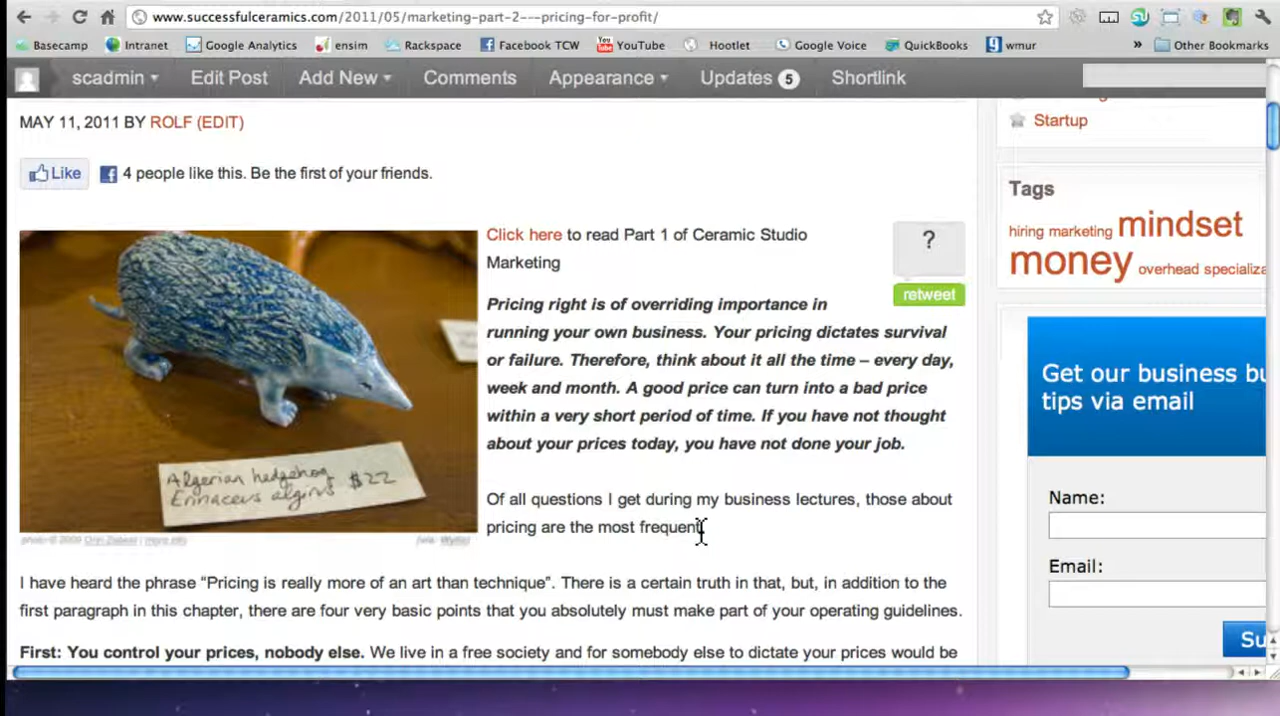 www.successfulceramics.com/2011/05/marketing-part-2---pricing-for-profit/
Basecamp Intranet Google Analytics ensim Rackspace Facebook TCW YouTube Hootlet Google Voice QuickBooks wmur » Other Bookmarks
scadmin Edit Post Add New Comments Appearance Updates 5 Shortlink
Startup
MAY 11, 2011 BY ROLF (EDIT)
Like 4 people like this. Be the first of your friends.
Tags
hiring marketing mindset
money overhead specializa
Click here to read Part 1 of Ceramic Studio
Marketing
?
retweet
Pricing right is of overriding importance in
running your own business. Your pricing dictates survival
or failure. Therefore, think about it all the time – every day,
week and month. A good price can turn into a bad price
within a very short period of time. If you have not thought
about your prices today, you have not done your job.
Algerian hedgehog $22
Erinaceus algirus
Of all questions I get during my business lectures, those about
pricing are the most frequent
I have heard the phrase “Pricing is really more of an art than technique”. There is a certain truth in that, but, in addition to the
first paragraph in this chapter, there are four very basic points that you absolutely must make part of your operating guidelines.
First: You control your prices, nobody else. We live in a free society and for somebody else to dictate your prices would be
Get our business bu
tips via email
Name:
Email:
Su